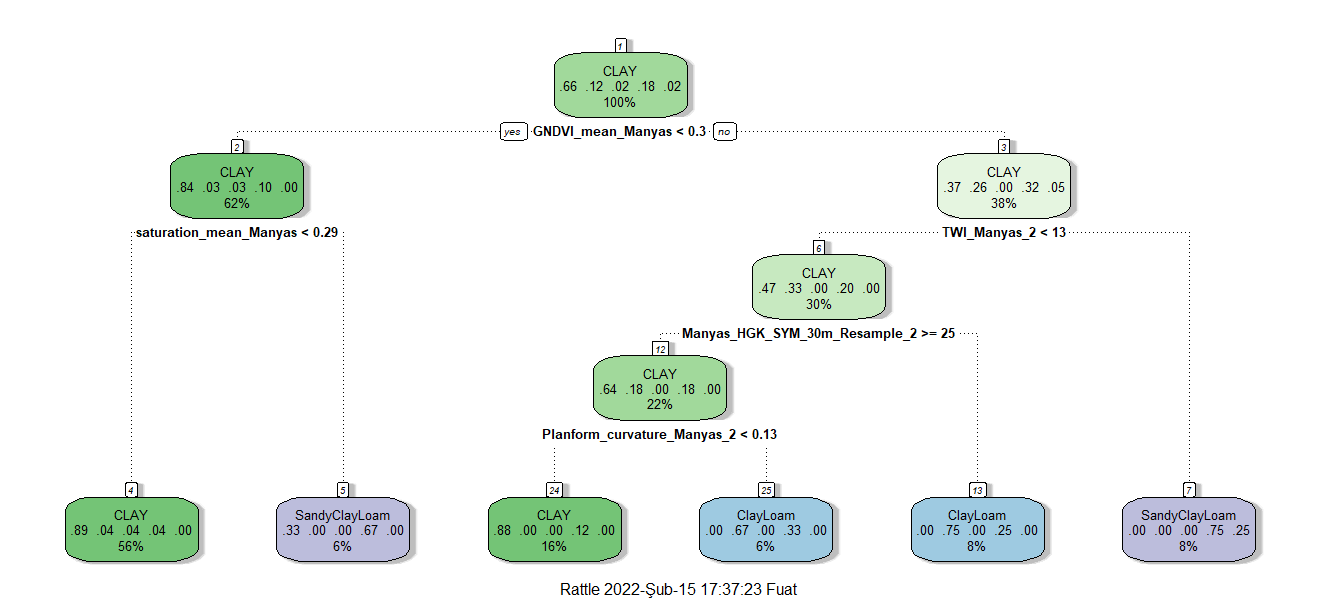 1
CLAY
.66 .12 .02 .18 .02
100%
yes GNDVI_mean_Manyas < 0.3 no
2
CLAY
.84 .03 .03 .10 .00
62%
3
CLAY
.37 .26 .00 .32 .05
38%
saturation_mean_Manyas < 0.29
TWI_Manyas_2 < 13
6
CLAY
.47 .33 .00 .20 .00
30%
Manyas_HGK_SYM_30m_Resample_2 >= 25
12
CLAY
.64 .18 .00 .18 .00
22%
Planform_curvature_Manyas_2 < 0.13
4
CLAY
.89 .04 .04 .04 .00
56%
5
SandyClayLoam
.33 .00 .00 .67 .00
6%
24
CLAY
.88 .00 .00 .12 .00
16%
25
ClayLoam
.00 .67 .00 .33 .00
6%
13
ClayLoam
.00 .75 .00 .25 .00
8%
7
SandyClayLoam
.00 .00 .00 .75 .25
8%
Rattle 2022-Şub-15 17:37:23 Fuat